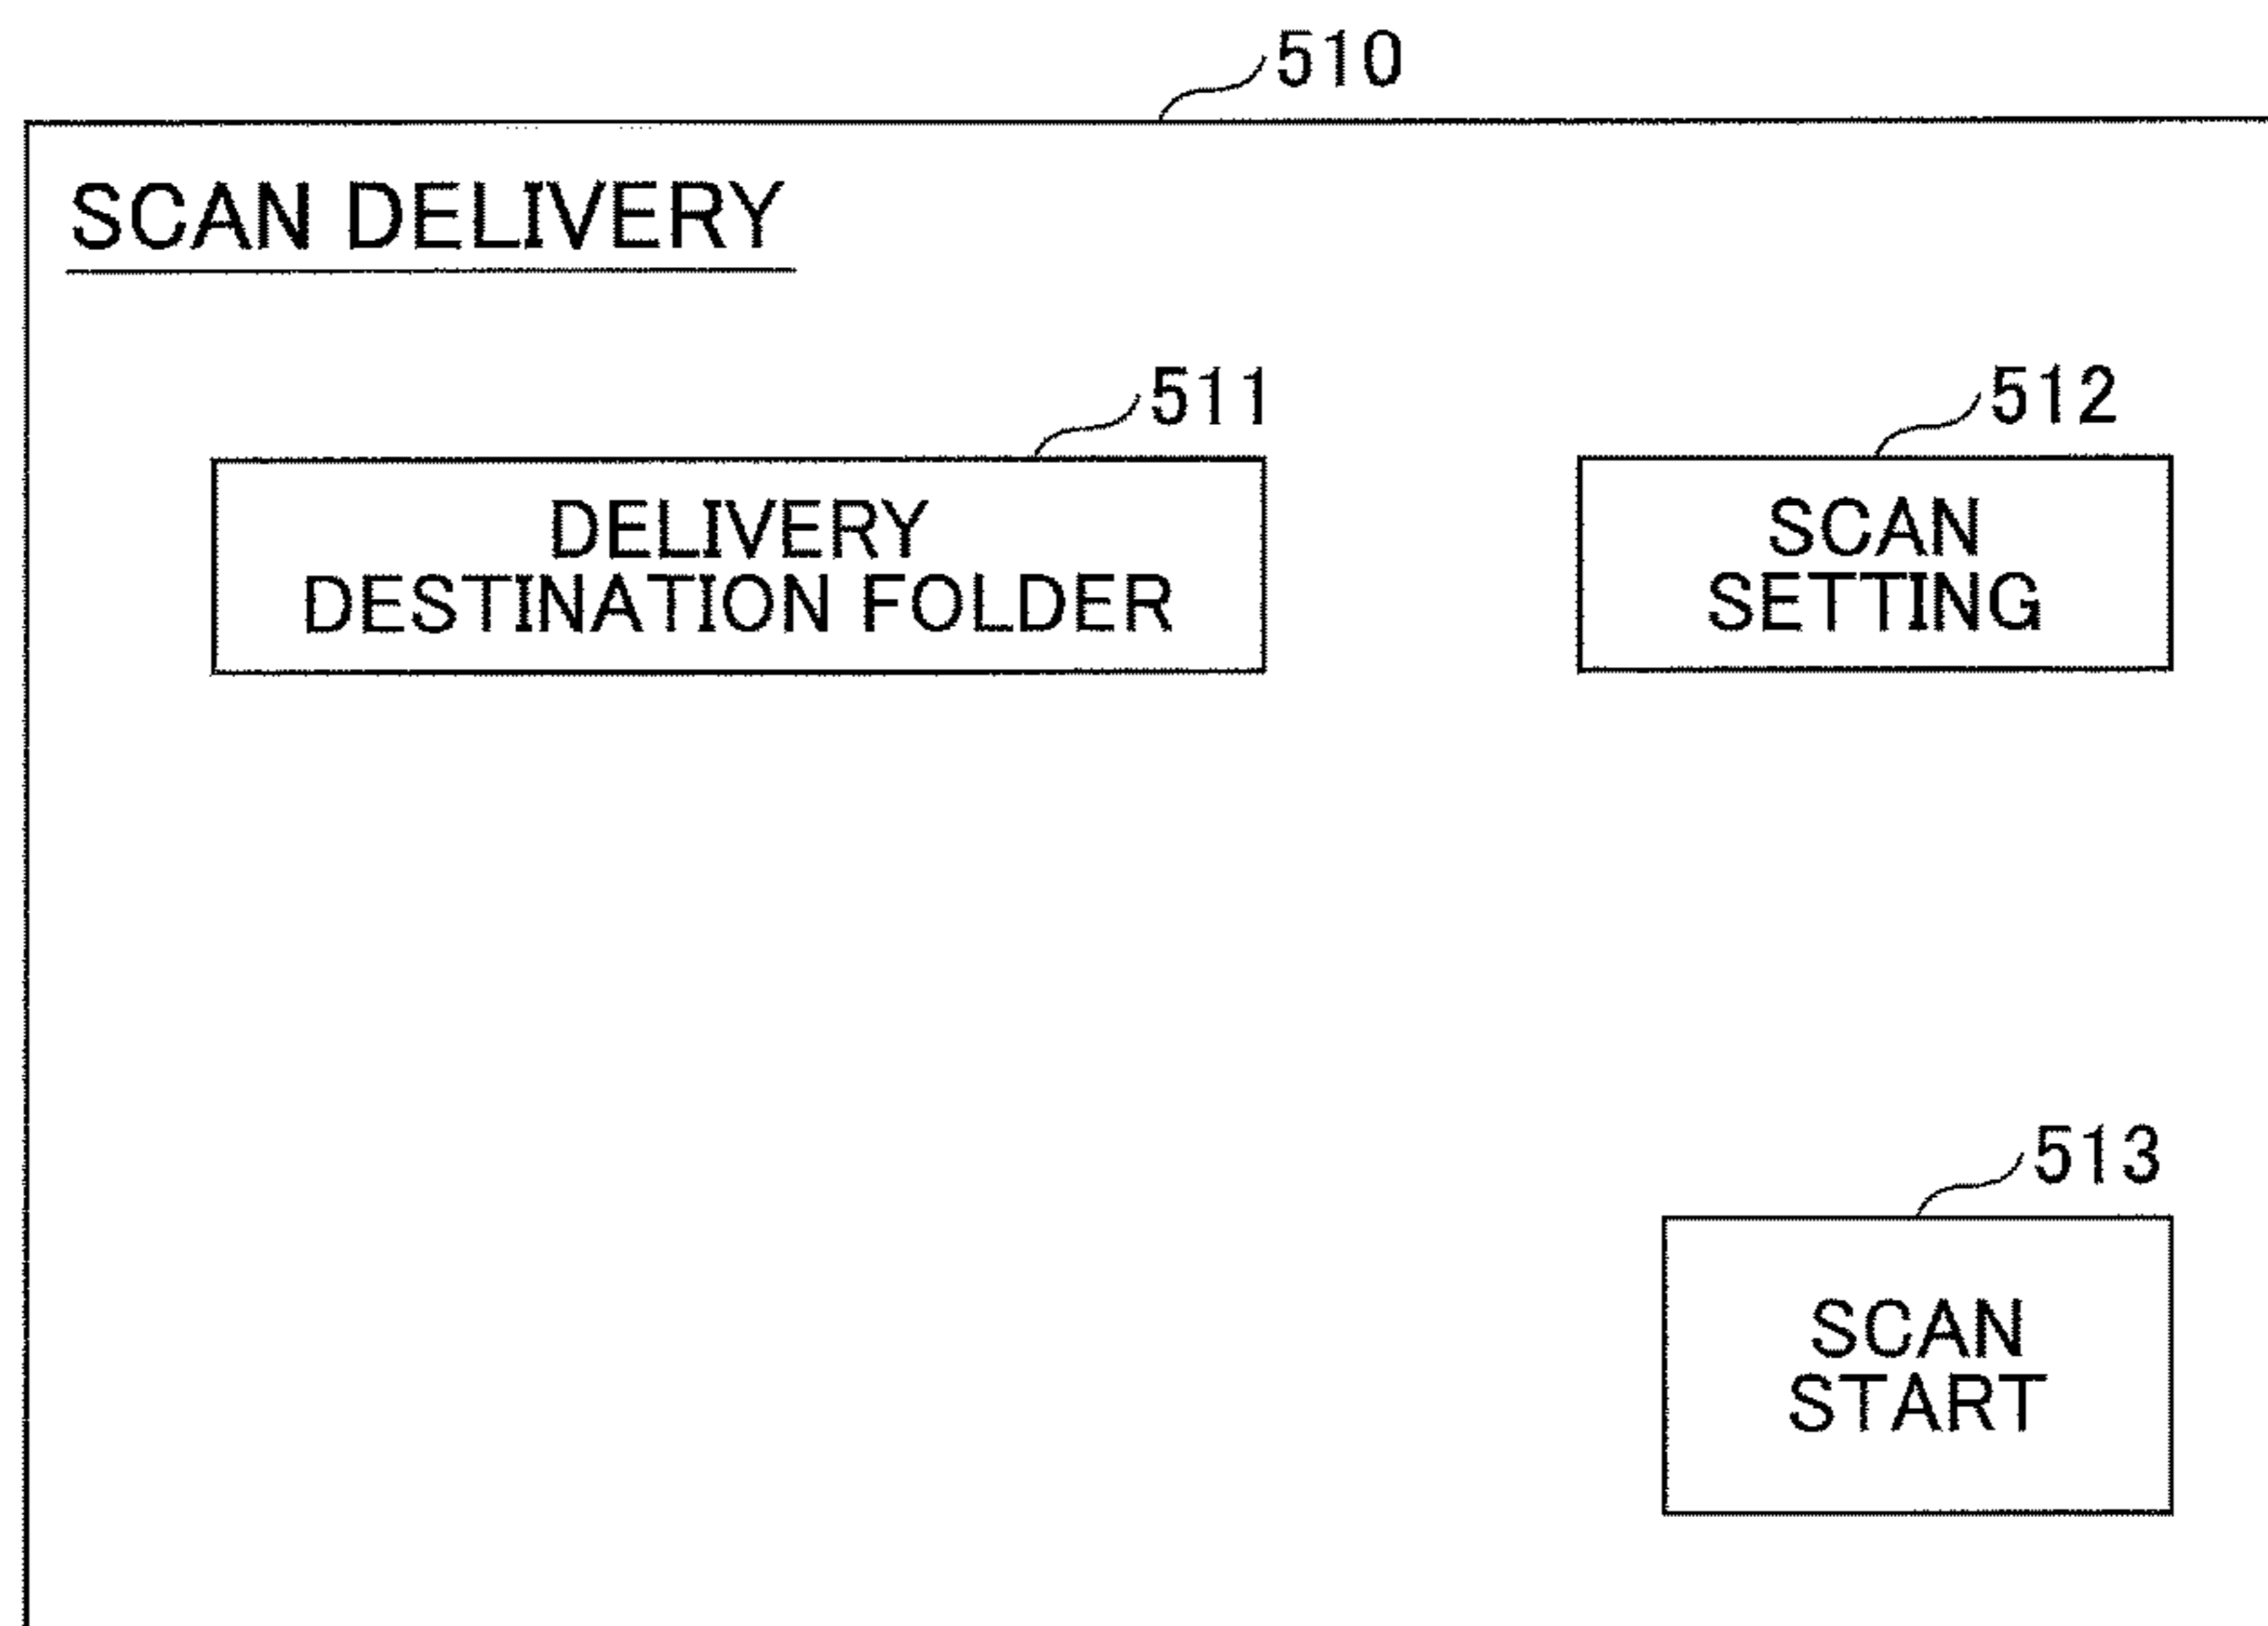 510
SCAN DELIVERY
511
512
DELIVERY
DESTINATION FOLDER
SCAN
SETTING
513
SCAN
START